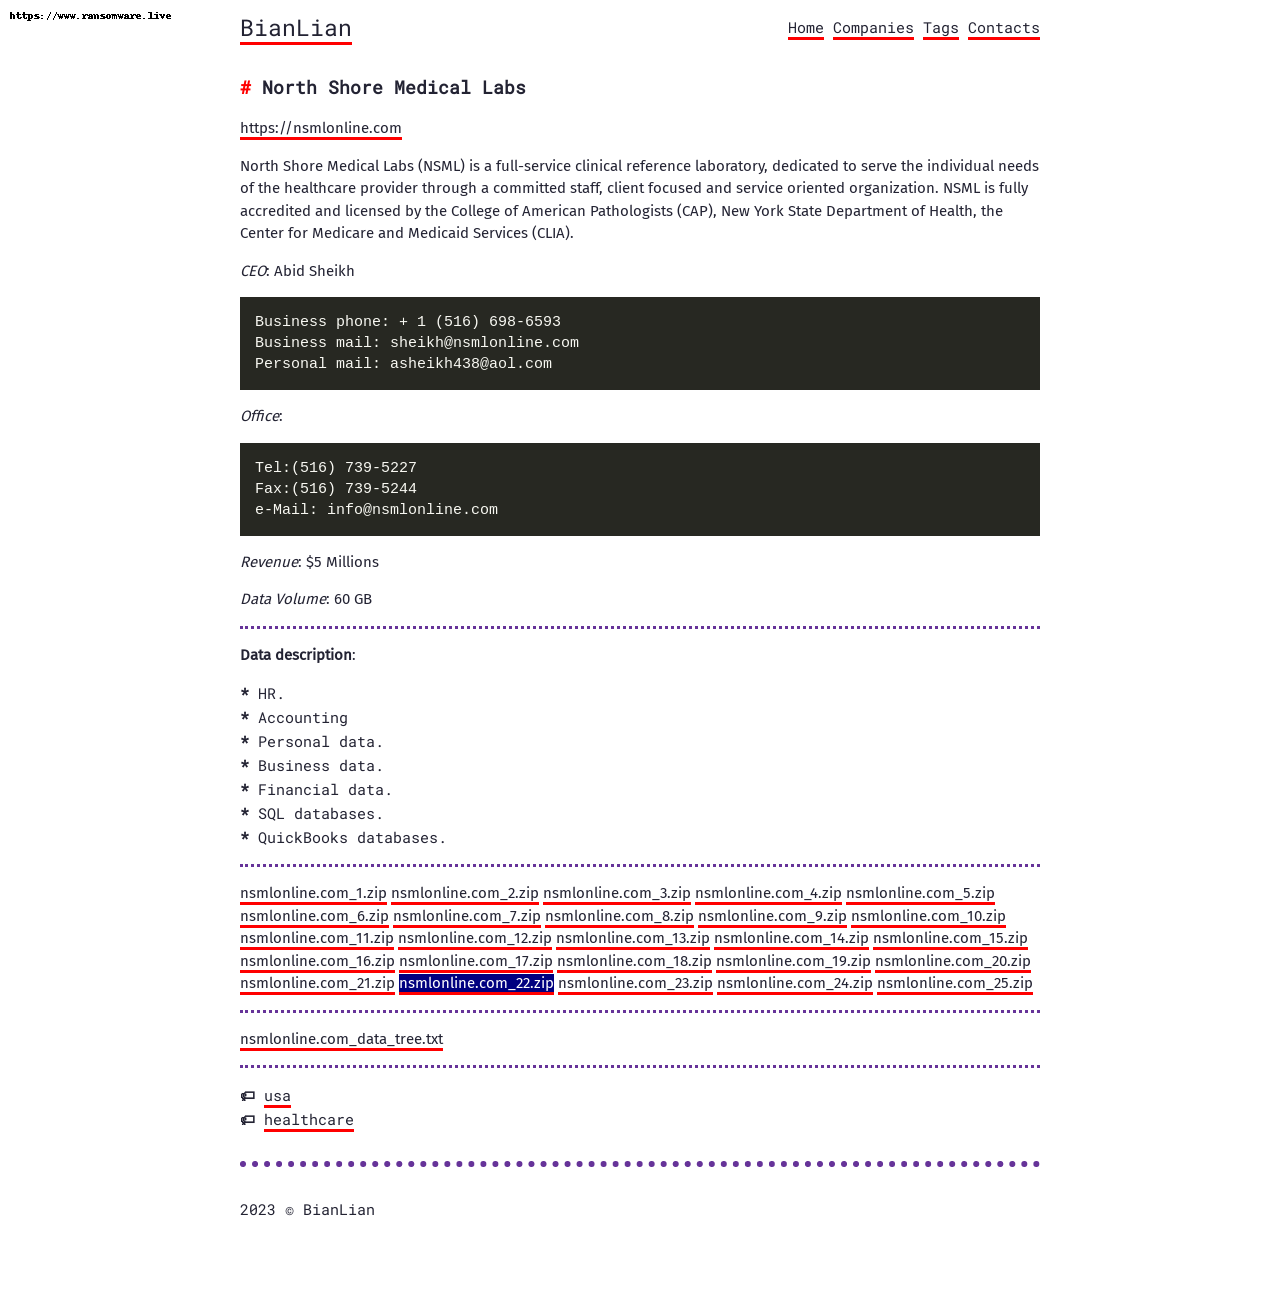 https://www.ransomware.live
BianLian
Home Companies Tags Contacts
# North Shore Medical Labs
https://nsmlonline.com
North Shore Medical Labs (NSML) is a full-service clinical reference laboratory, dedicated to serve the individual needs
of the healthcare provider through a committed staff, client focused and service oriented organization. NSML is fully
accredited and licensed by the College of American Pathologists (CAP), New York State Department of Health, the
Center for Medicare and Medicaid Services (CLIA).
CEO: Abid Sheikh
Business phone: + 1 (516) 698-6593
Business mail: sheikh@nsmlonline.com
Personal mail: asheikh438@aol.com
Office:
Tel:(516) 739-5227
Fax:(516) 739-5244
e-Mail: info@nsmlonline.com
Revenue: $5 Millions
Data Volume: 60 GB
Data description:
* HR.
* Accounting
* Personal data.
* Business data.
* Financial data.
* SQL databases.
* QuickBooks databases.
nsmlonline.com_1.zip nsmlonline.com_2.zip nsmlonline.com_3.zip nsmlonline.com_4.zip nsmlonline.com_5.zip
nsmlonline.com_6.zip nsmlonline.com_7.zip nsmlonline.com_8.zip nsmlonline.com_9.zip nsmlonline.com_10.zip
nsmlonline.com_11.zip nsmlonline.com_12.zip nsmlonline.com_13.zip nsmlonline.com_14.zip nsmlonline.com_15.zip
nsmlonline.com_16.zip nsmlonline.com_17.zip nsmlonline.com_18.zip nsmlonline.com_19.zip nsmlonline.com_20.zip
nsmlonline.com_21.zip nsmlonline.com_22.zip nsmlonline.com_23.zip nsmlonline.com_24.zip nsmlonline.com_25.zip
nsmlonline.com_data_tree.txt
usa
healthcare
2023 © BianLian